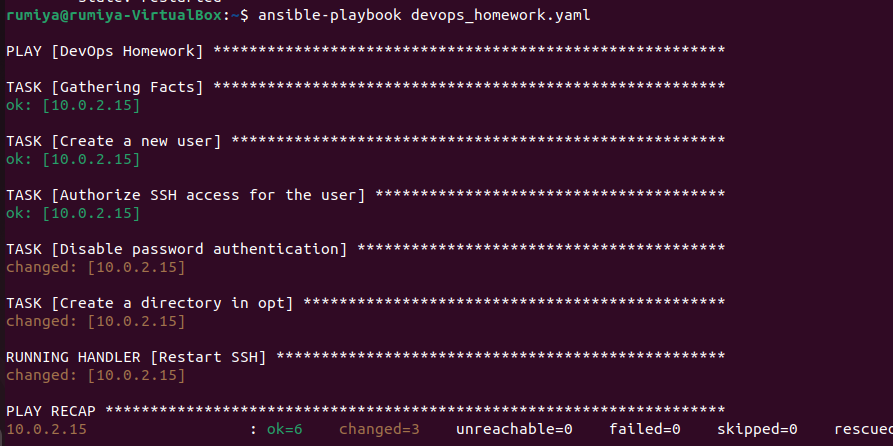 rumiya@rumiya-VirtualBox:~$ ansible-playbook devops_homework.yaml
PLAY [DevOps Homework] *********************************************************
TASK [Gathering Facts] *********************************************************
ok: [10.0.2.15]
TASK [Create a new user] *******************************************************
ok: [10.0.2.15]
TASK [Authorize SSH access for the user] ***************************************
ok: [10.0.2.15]
TASK [Disable password authentication] *****************************************
changed: [10.0.2.15]
TASK [Create a directory in opt] ***********************************************
changed: [10.0.2.15]
RUNNING HANDLER [Restart SSH] **************************************************
changed: [10.0.2.15]
PLAY RECAP *********************************************************************
10.0.2.15 : ok=6 changed=3 unreachable=0 failed=0 skipped=0 rescued